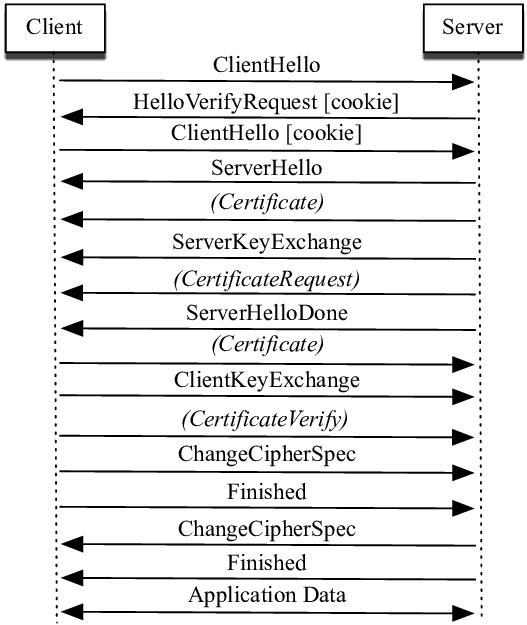 Client
Server
ClientHello
HelloVerifyRequest [cookie]
ClientHello [cookie]
ServerHello
(Certificate)
ServerKeyExchange
(CertificateRequest)
ServerHelloDone
(Certificate)
ClientKeyExchange
(CertificateVerify)
ChangeCipherSpec
Finished
ChangeCipherSpec
Finished
Application Data